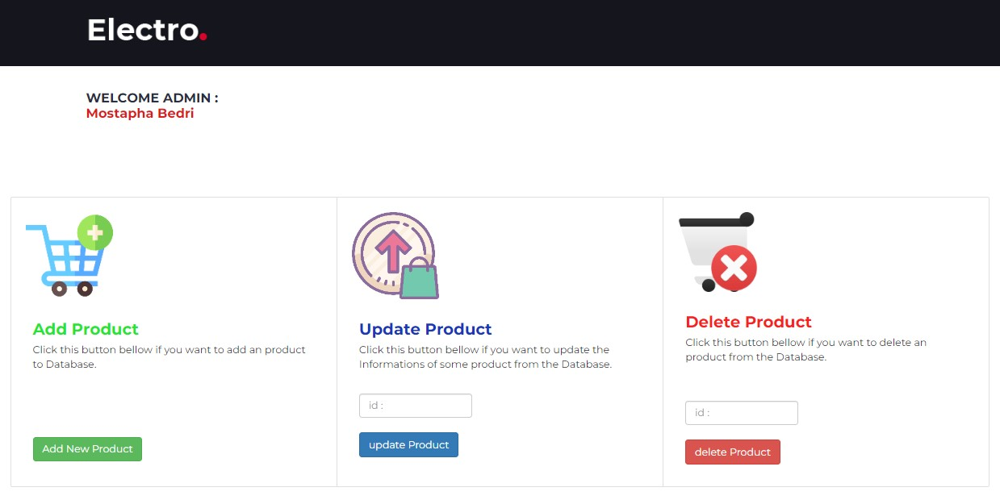 Electro.
WELCOME ADMIN :
Mostapha Bedri
Add Product
Click this button bellow if you want to add an product
to Database.
Add New Product
Update Product
Click this button bellow if you want to update the
Informations of some product from the Database.
id :
update Product
Delete Product
Click this button bellow if you want to delete an
product from the Database.
id :
delete Product